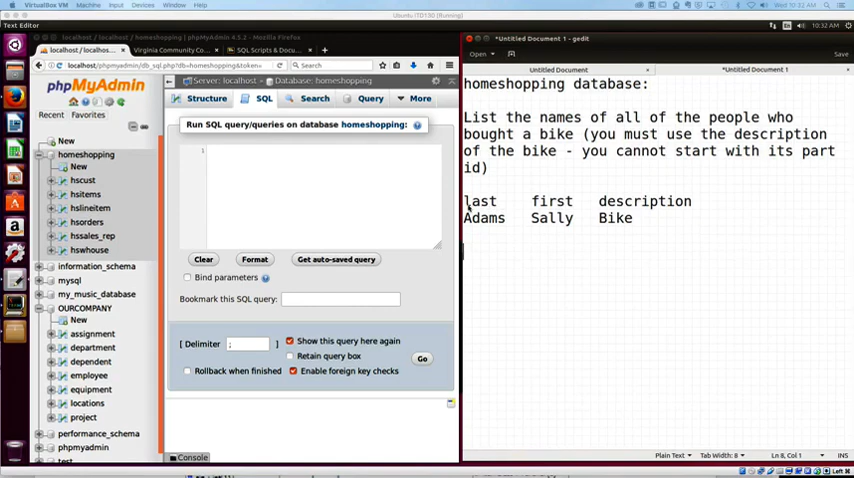 VirtualBox VM Machine Input Devices Window Help
Wed Apr 6 10:32 AM
Ubuntu ITD130 [Running]
Text Editor
10:32 AM
localhost / localhost / homeshopping | phpMyAdmin 4.5.2 - Mozilla Firefox
localhost / localhost...
Virginia Community Co...
SQL Scripts & Docu...
localhost/phpmyadmin/db_sql.php?db=homeshopping&token=
Search
phpMyAdmin
Recent Favorites
New
homeshopping
New
hscust
hsitems
hslineitem
hsorders
hssales_rep
hswhouse
information_schema
mysql
my_music_database
OURCOMPANY
New
assignment
department
dependent
employee
equipment
locations
project
performance_schema
phpmyadmin
test
Server: localhost » Database: homeshopping
Structure SQL Search Query More
Run SQL query/queries on database homeshopping:
1
Clear Format Get auto-saved query
Bind parameters
Bookmark this SQL query:
[ Delimiter ; ]
Show this query here again
Retain query box
Rollback when finished
Enable foreign key checks
Go
Console
*Untitled Document 1 - gedit
Open
Save
Untitled Document
*Untitled Document 1
homeshopping database:
List the names of all of the people who
bought a bike (you must use the description
of the bike - you cannot start with its part
id)
last first description
Adams Sally Bike
Plain Text Tab Width: 8 Ln 8, Col 1 INS
Left ⌘